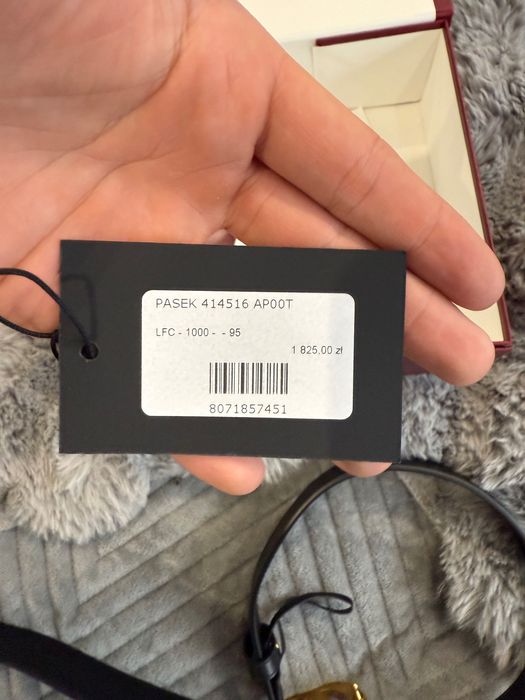 PASEK 414516 AP00T
LFC - 1000 - - 95
1 825,00 zł
8071857451